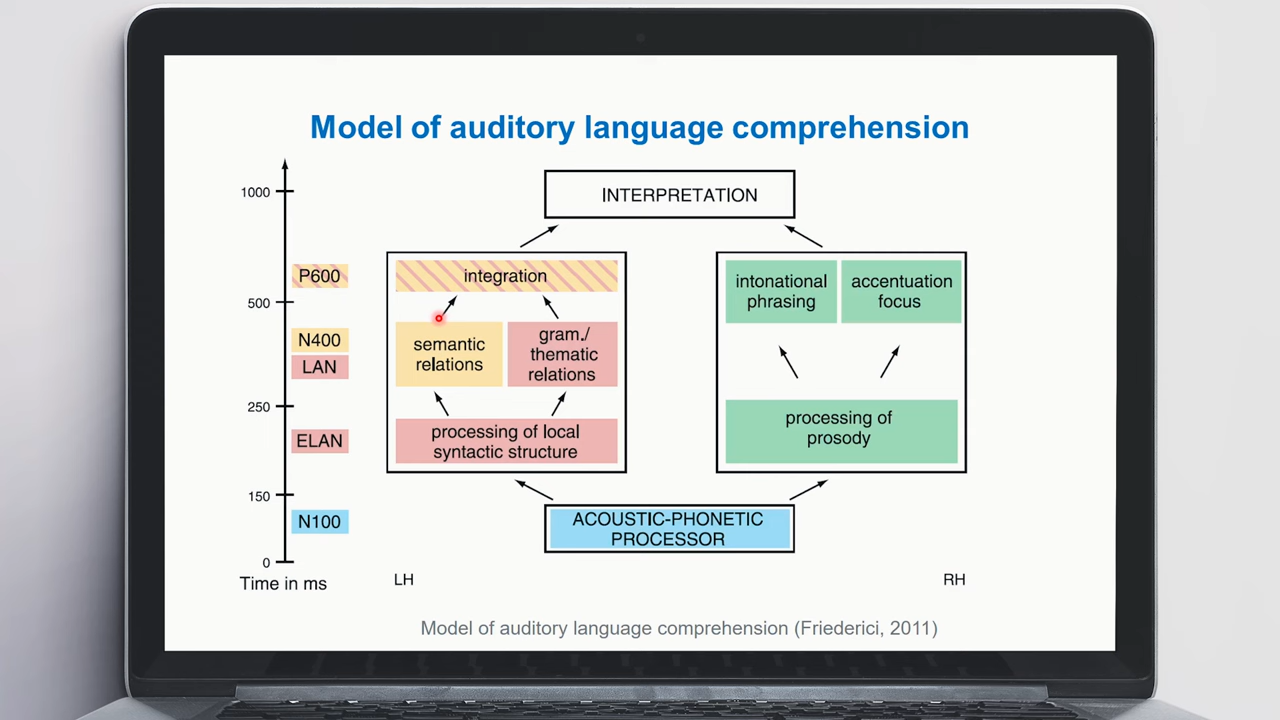 Model of auditory language comprehension
1000
INTERPRETATION
P600
integration
intonational
phrasing
accentuation
focus
500
N400
semantic
relations
gram./
thematic
relations
LAN
250
ELAN
processing of local
syntactic structure
processing of
prosody
150
N100
ACOUSTIC-PHONETIC
PROCESSOR
0
Time in ms
LH
RH
Model of auditory language comprehension (Friederici, 2011)